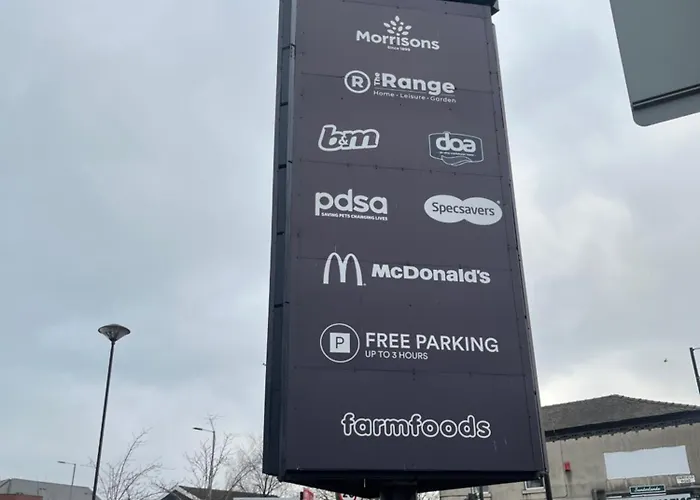 Morrisons
Since 1899
R The Range
Home - Leisure - Garden
b&m
doa
pdsa
SAVING PETS CHANGING LIVES
Specsavers
M McDonald's
P FREE PARKING
UP TO 3 HOURS
farmfoods